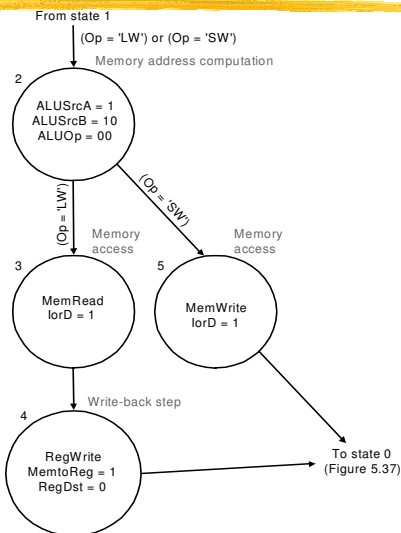 From state 1
(Op = 'LW') or (Op = 'SW')
Memory address computation
2
ALUSrcA = 1
ALUSrcB = 10
ALUOp = 00
(Op = 'LW')
(Op = 'SW')
Memory
access
3
MemRead
IorD = 1
Memory
access
5
MemWrite
IorD = 1
Write-back step
4
RegWrite
MemtoReg = 1
RegDst = 0
To state 0
(Figure 5.37)